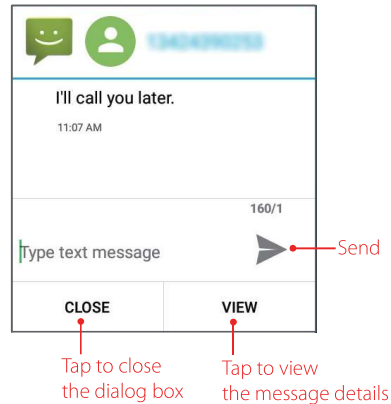 I'll call you later.
11:07 AM
160/1
Type text message
Send
CLOSE VIEW
Tap to close
the dialog box
Tap to view
the message details